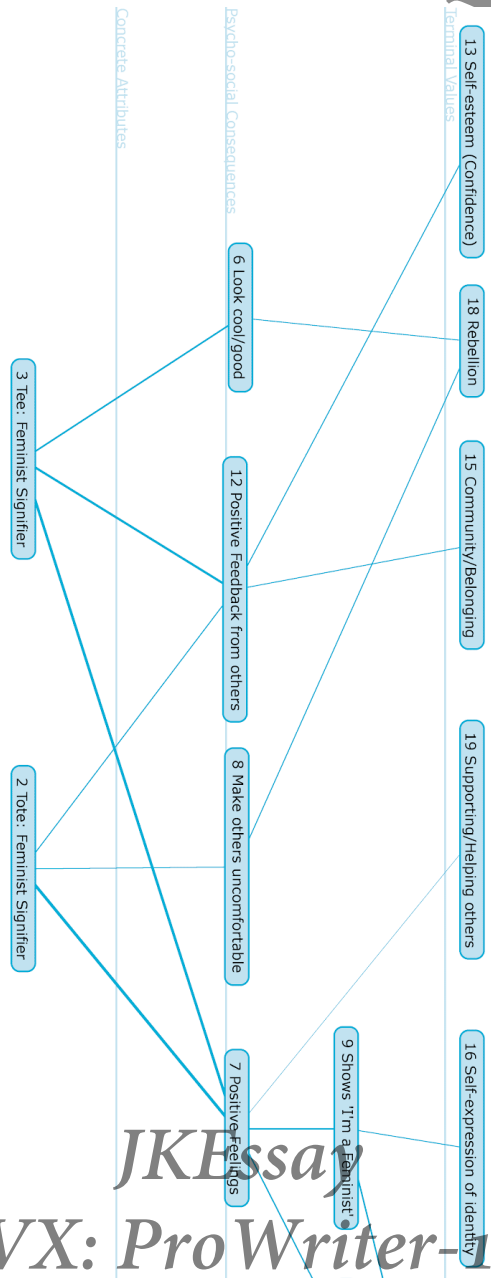 Terminal Values
13 Self-esteem (Confidence)
18 Rebellion
15 Community/Belonging
19 Supporting/Helping others
16 Self-expression of identity
9 Shows 'I'm a Feminist'
Psycho-social Consequences
6 Look cool/good
12 Positive Feedback from others
8 Make others uncomfortable
7 Positive Feelings
Concrete Attributes
3 Tee: Feminist Signifier
2 Tote: Feminist Signifier
JKEssay
VX: ProWriter-1